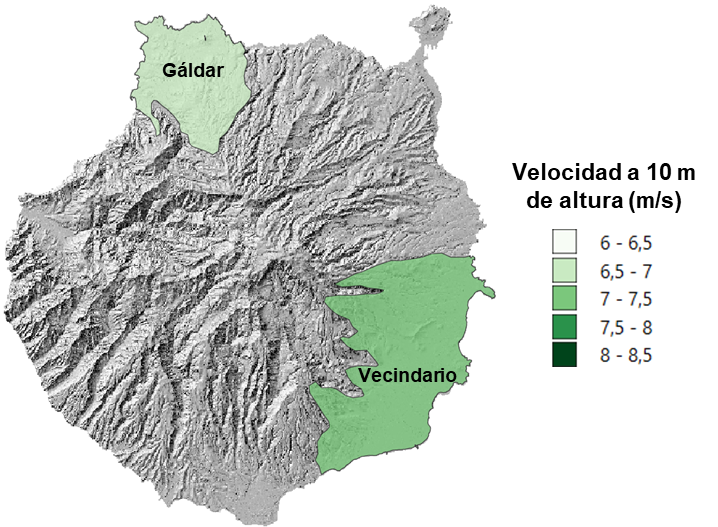 Gáldar
Velocidad a 10 m
de altura (m/s)
6 - 6,5
6,5 - 7
7 - 7,5
7,5 - 8
8 - 8,5
Vecindario